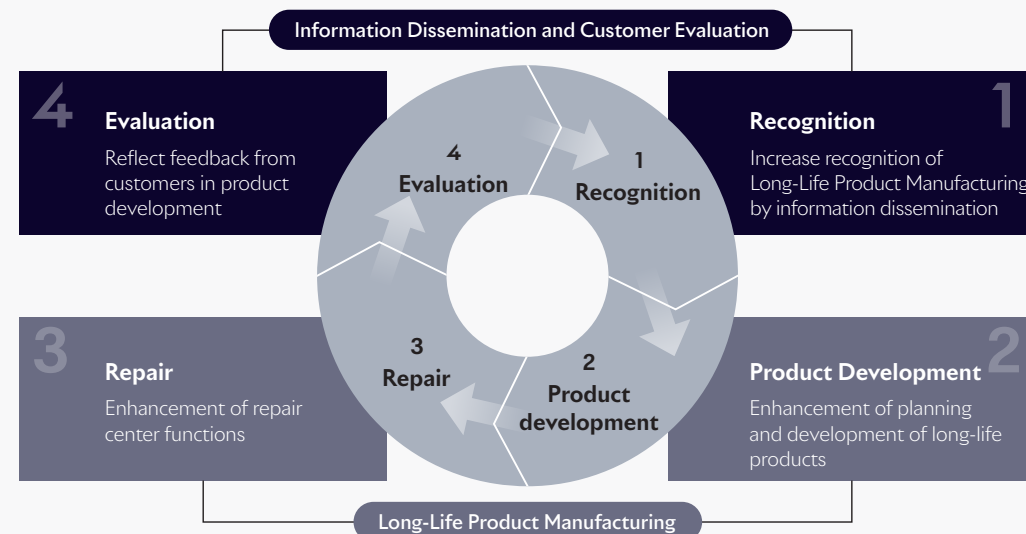 Information Dissemination and Customer Evaluation
4
Evaluation
Reflect feedback from
customers in product
development
1
Recognition
Increase recognition of
Long-Life Product Manufacturing
by information dissemination
4
Evaluation
1
Recognition
3
Repair
2
Product
development
3
Repair
Enhancement of repair
center functions
2
Product Development
Enhancement of planning
and development of long-life
products
Long-Life Product Manufacturing